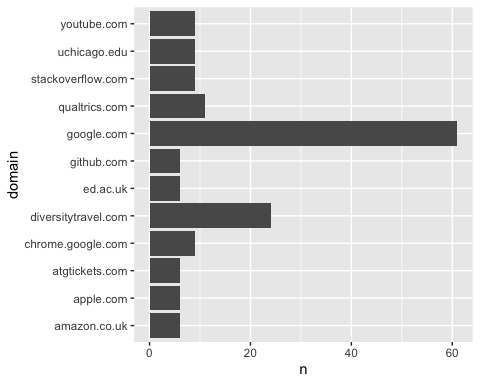 youtube.com
uchicago.edu
stackoverflow.com
qualtrics.com
google.com
github.com
ed.ac.uk
diversitytravel.com
chrome.google.com
atgtickets.com
apple.com
amazon.co.uk
domain
0 20 40 60
n